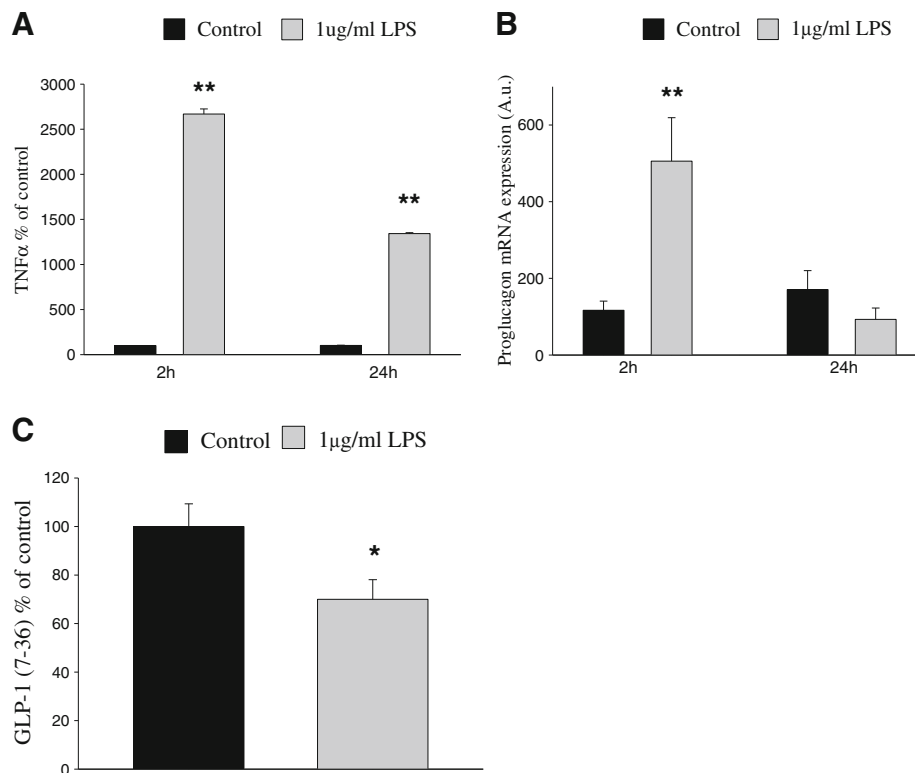 A
Control 1ug/ml LPS
TNFα % of control
3000
2500
2000
1500
1000
500
0
**
**
2h 24h
B
Control 1µg/ml LPS
Proglucagon mRNA expression (A.u.)
600
400
200
0
**
2h 24h
C
Control 1µg/ml LPS
GLP-1 (7-36) % of control
120
100
80
60
40
20
0
*